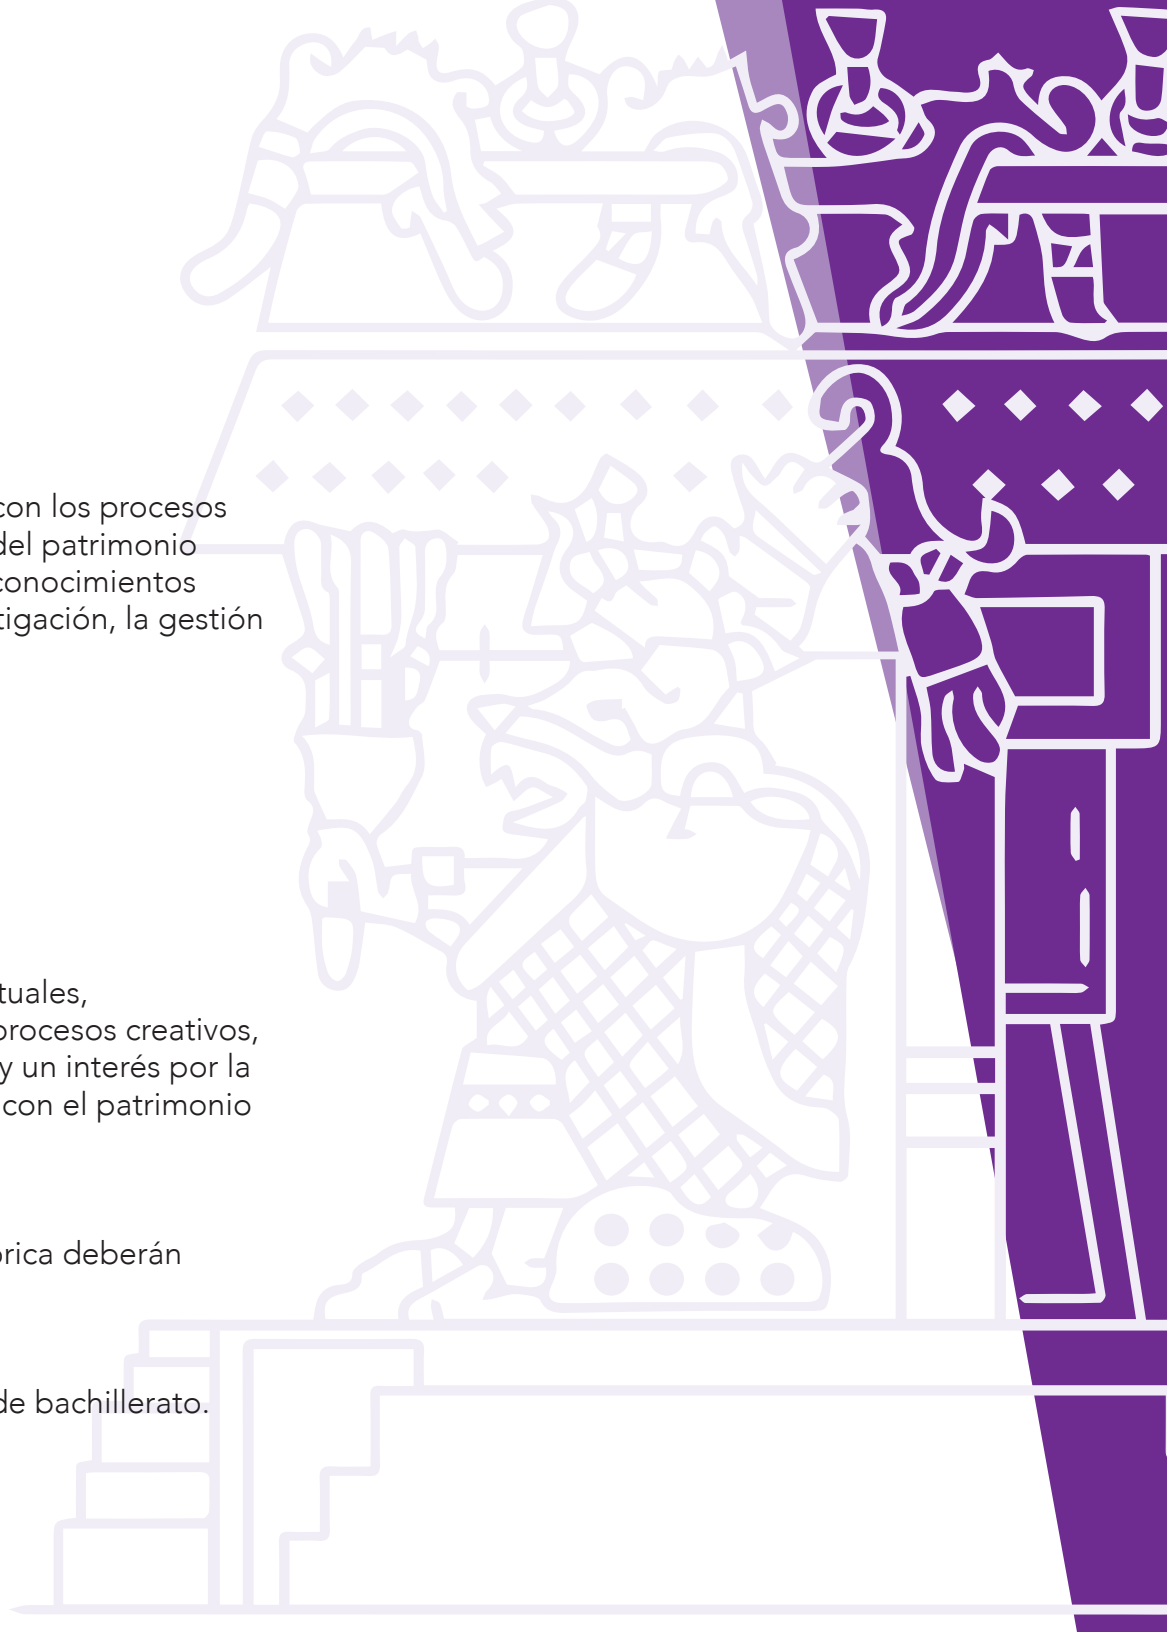 con los procesos
del patrimonio
conocimientos
tigación, la gestión
tuales,
procesos creativos,
y un interés por la
con el patrimonio
órica deberán
de bachillerato.